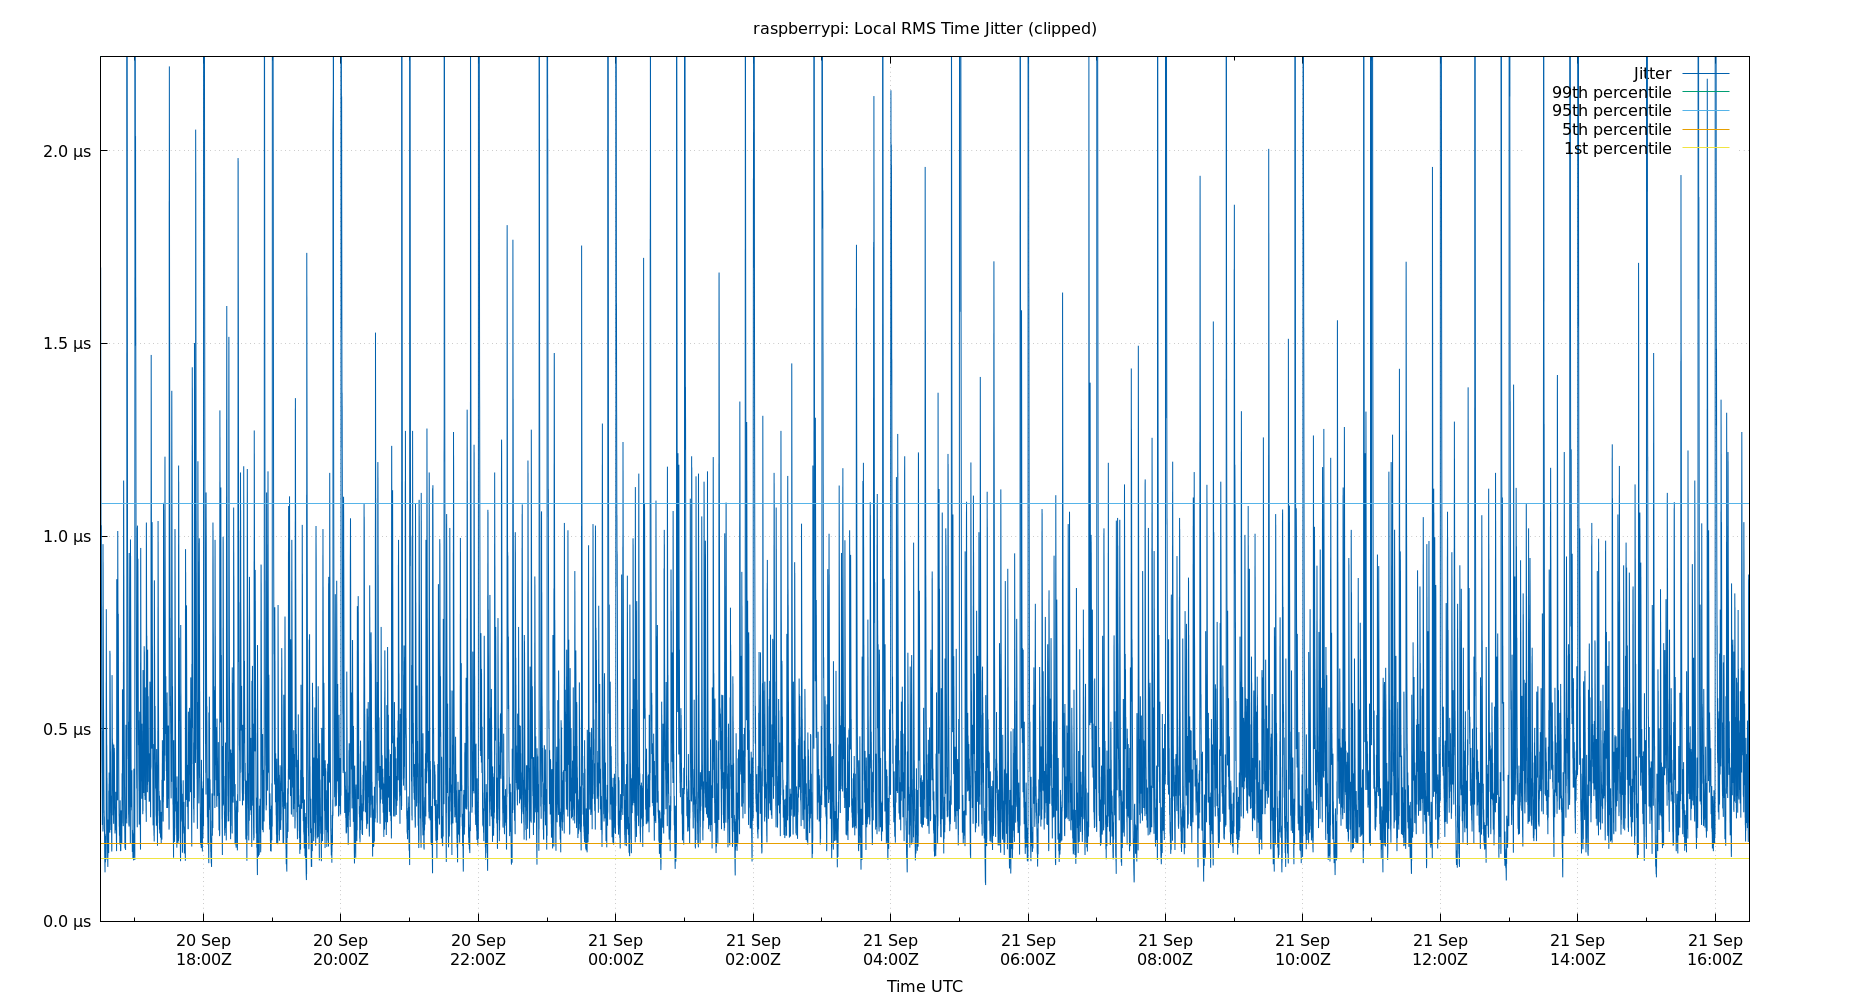 raspberrypi: Local RMS Time Jitter (clipped)
Jitter
99th percentile
95th percentile
5th percentile
1st percentile
2.0 µs
1.5 µs
1.0 µs
0.5 µs
0.0 µs
20 Sep 20 Sep 20 Sep 21 Sep 21 Sep 21 Sep 21 Sep 21 Sep 21 Sep 21 Sep 21 Sep 21 Sep
18:00Z 20:00Z 22:00Z 00:00Z 02:00Z 04:00Z 06:00Z 08:00Z 10:00Z 12:00Z 14:00Z 16:00Z
Time UTC